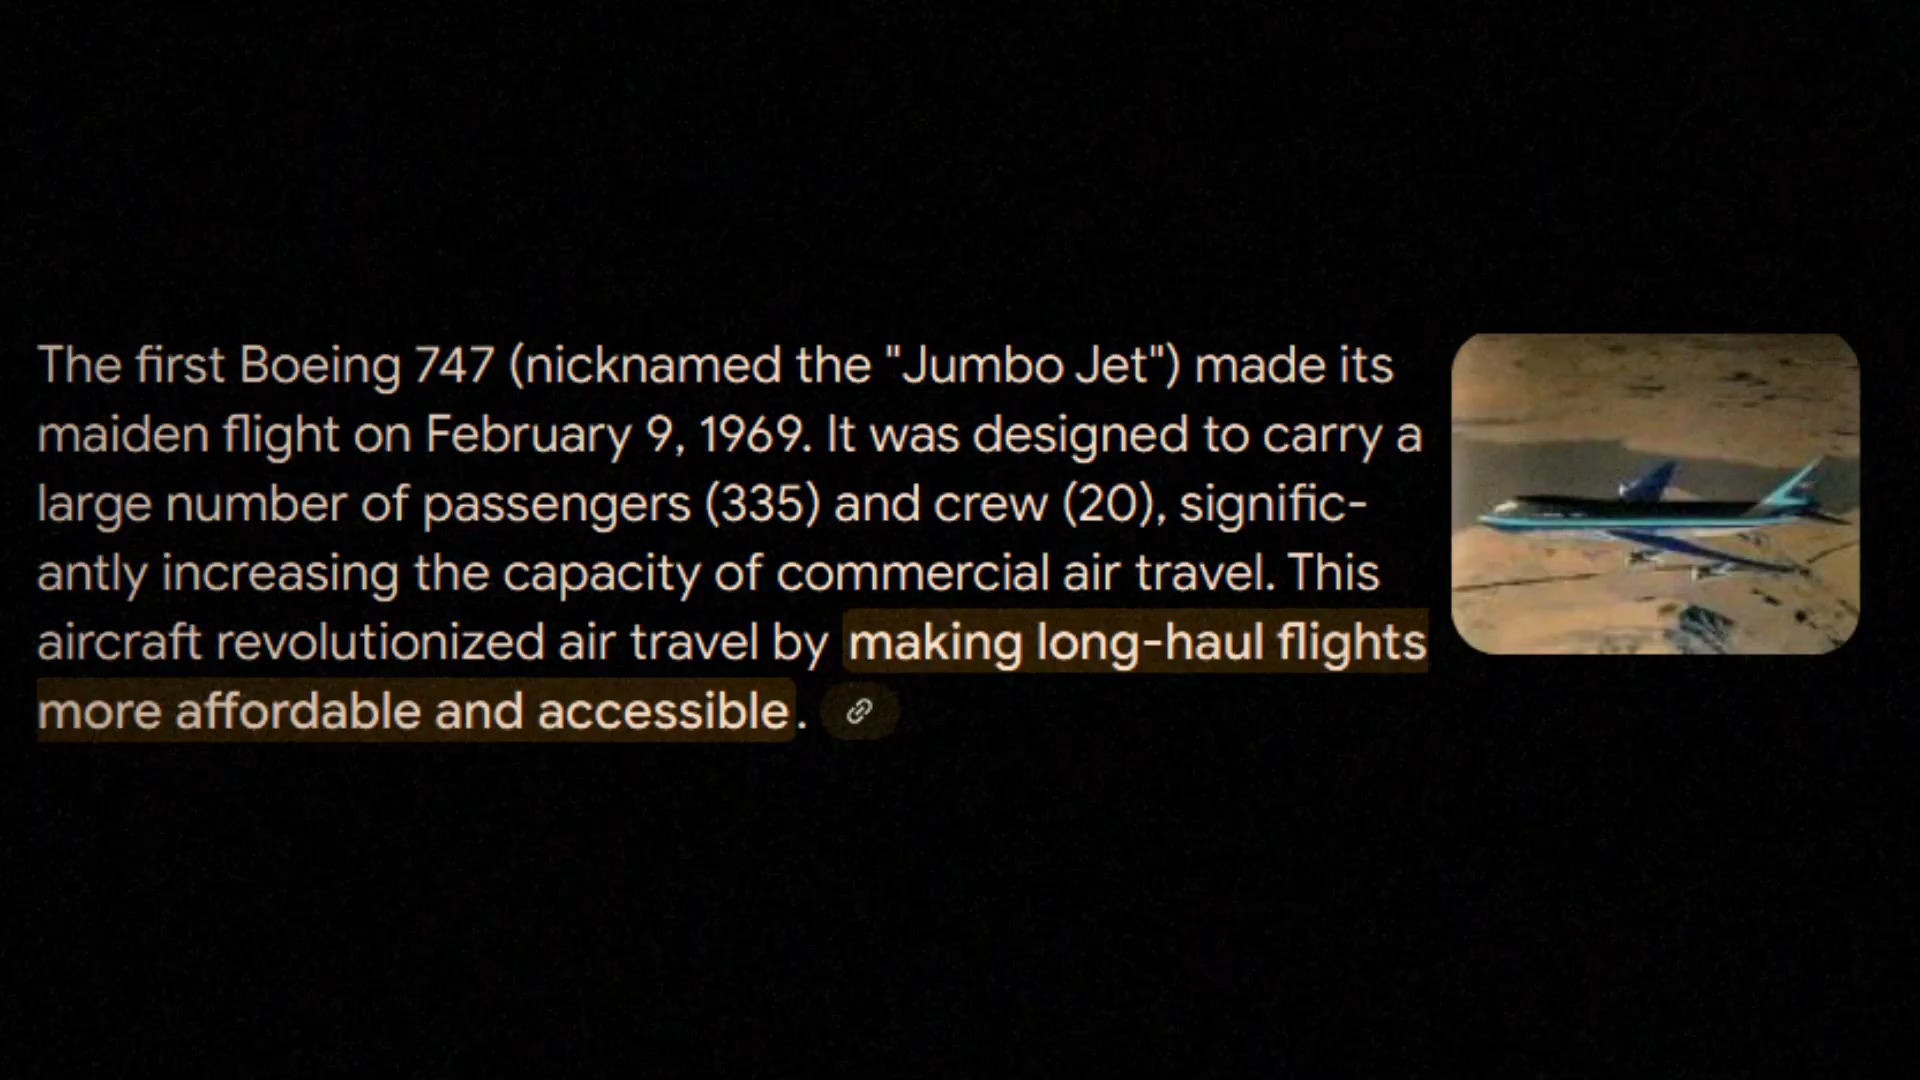 The first Boeing 747 (nicknamed the "Jumbo Jet") made its
maiden flight on February 9, 1969. It was designed to carry a
large number of passengers (335) and crew (20), signific-
antly increasing the capacity of commercial air travel. This
aircraft revolutionized air travel by making long-haul flights
more affordable and accessible.